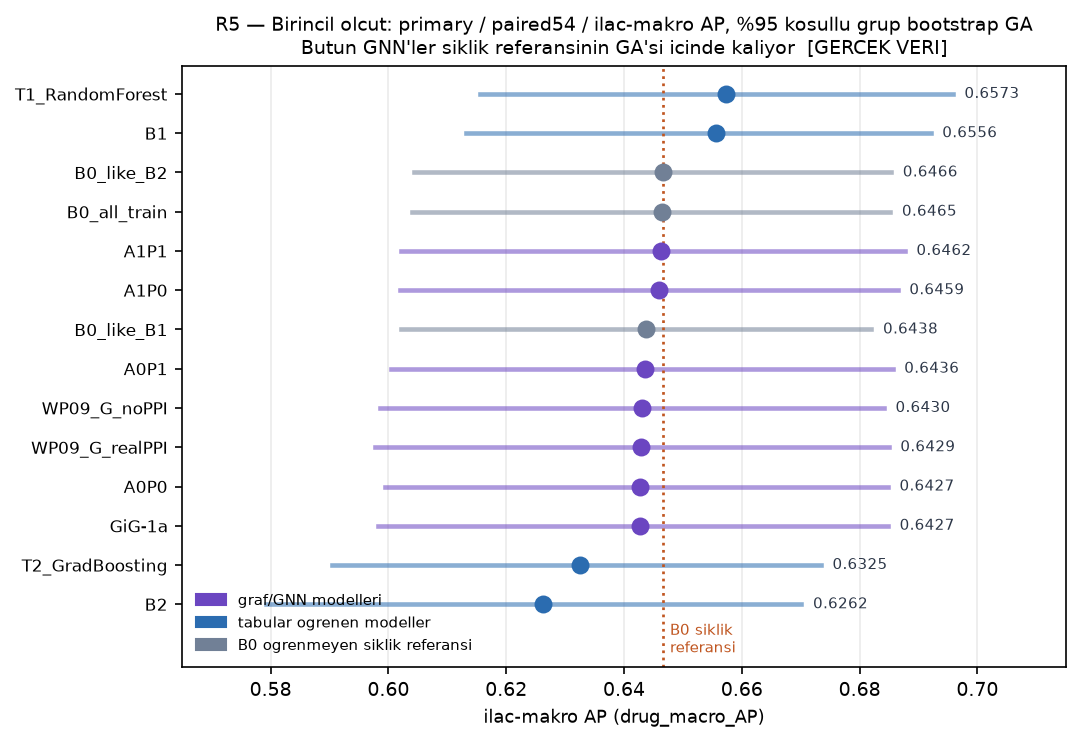 R5 — Birincil olcut: primary / paired54 / ilac-makro AP, %95 kosullu grup bootstrap GA
Butun GNN'ler siklik referansinin GA'si icinde kaliyor  [GERCEK VERI]
T1_RandomForest 0.6573
B1 0.6556
B0_like_B2 0.6466
B0_all_train 0.6465
A1P1 0.6462
A1P0 0.6459
B0_like_B1 0.6438
A0P1 0.6436
WP09_G_noPPI 0.6430
WP09_G_realPPI 0.6429
A0P0 0.6427
GiG-1a 0.6427
T2_GradBoosting 0.6325
B2 0.6262
graf/GNN modelleri
tabular ogrenen modeller
B0 ogrenmeyen siklik referansi
B0 siklik
referansi
0.58 0.60 0.62 0.64 0.66 0.68 0.70
ilac-makro AP (drug_macro_AP)